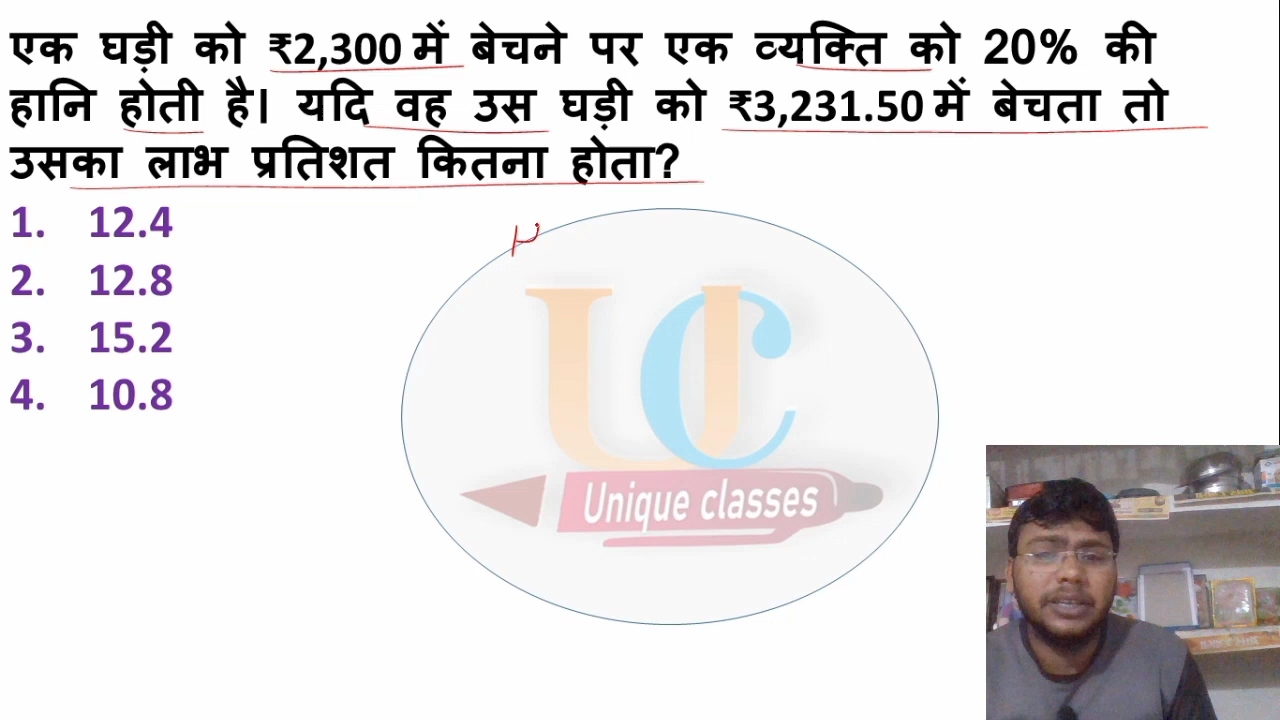 एक घड़ी को ₹2,300 में बेचने पर एक व्यक्ति को 20% की
हानि होती है। यदि वह उस घड़ी को ₹3,231.50 में बेचता तो
उसका लाभ प्रतिशत कितना होता?
1. 12.4
2. 12.8
3. 15.2
4. 10.8
UC
Unique classes